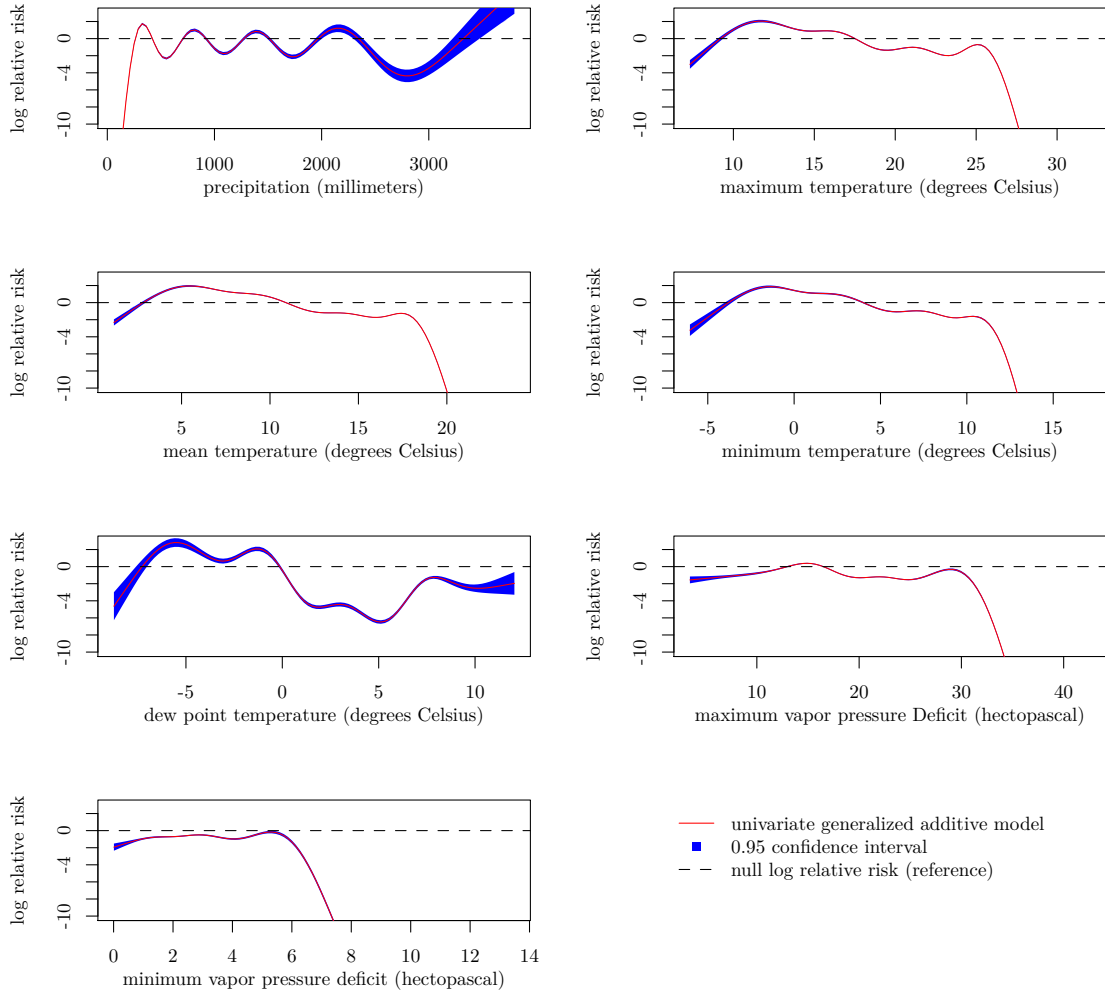 log relative risk
0
-4
-10
0 1000 2000 3000
precipitation (millimeters)
log relative risk
0
-4
-10
10 15 20 25 30
maximum temperature (degrees Celsius)
log relative risk
0
-4
-10
5 10 15 20
mean temperature (degrees Celsius)
log relative risk
0
-4
-10
-5 0 5 10 15
minimum temperature (degrees Celsius)
log relative risk
0
-4
-10
-5 0 5 10
dew point temperature (degrees Celsius)
log relative risk
0
-4
-10
10 20 30 40
maximum vapor pressure Deficit (hectopascal)
log relative risk
0
-4
-10
0 2 4 6 8 10 12 14
minimum vapor pressure deficit (hectopascal)
univariate generalized additive model
0.95 confidence interval
null log relative risk (reference)